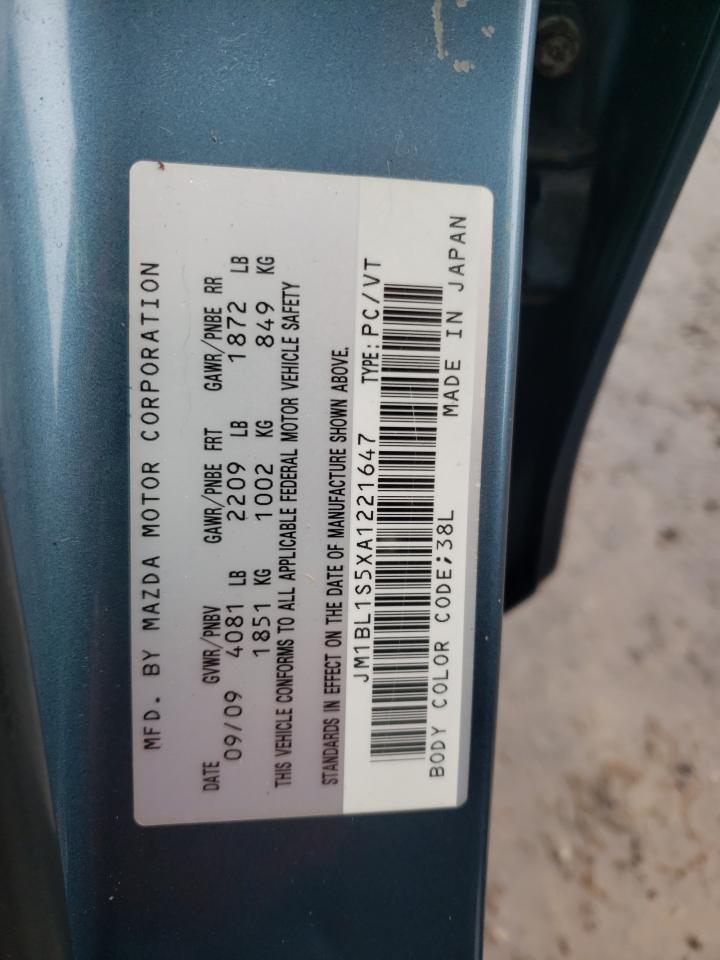 MFD. BY MAZDA MOTOR CORPORATION
DATE GVWR/PNBV GAWR/PNBE FRT GAWR/PNBE RR
09/09 4081 LB 2209 LB 1872 LB
1851 KG 1002 KG 849 KG
THIS VEHICLE CONFORMS TO ALL APPLICABLE FEDERAL MOTOR VEHICLE SAFETY
STANDARDS IN EFFECT ON THE DATE OF MANUFACTURE SHOWN ABOVE.
JM1BL1S5XA1221647 TYPE: PC/VT
BODY COLOR CODE;38L MADE IN JAPAN